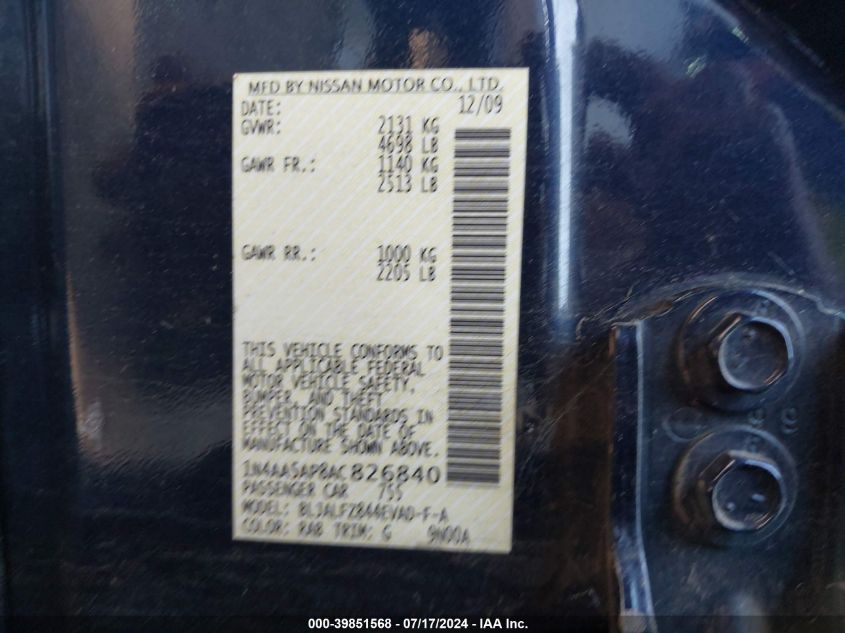 MFD BY NISSAN MOTOR CO., LTD.
DATE: 12/09
GVWR: 2131 KG
4698 LB
GAWR FR.: 1140 KG
2513 LB
GAWR RR.: 1000 KG
2205 LB
THIS VEHICLE CONFORMS TO
ALL APPLICABLE FEDERAL
MOTOR VEHICLE SAFETY,
BUMPER, AND THEFT
PREVENTION STANDARDS IN
EFFECT ON THE DATE OF
MANUFACTURE SHOWN ABOVE.
1N4AA5AP8AC826840
PASSENGER CAR 755
MODEL: BLJALFZ844EVAD-F-A
COLOR: RAB TRIM: G 9N00A
000-39851568 - 07/17/2024 - IAA Inc.